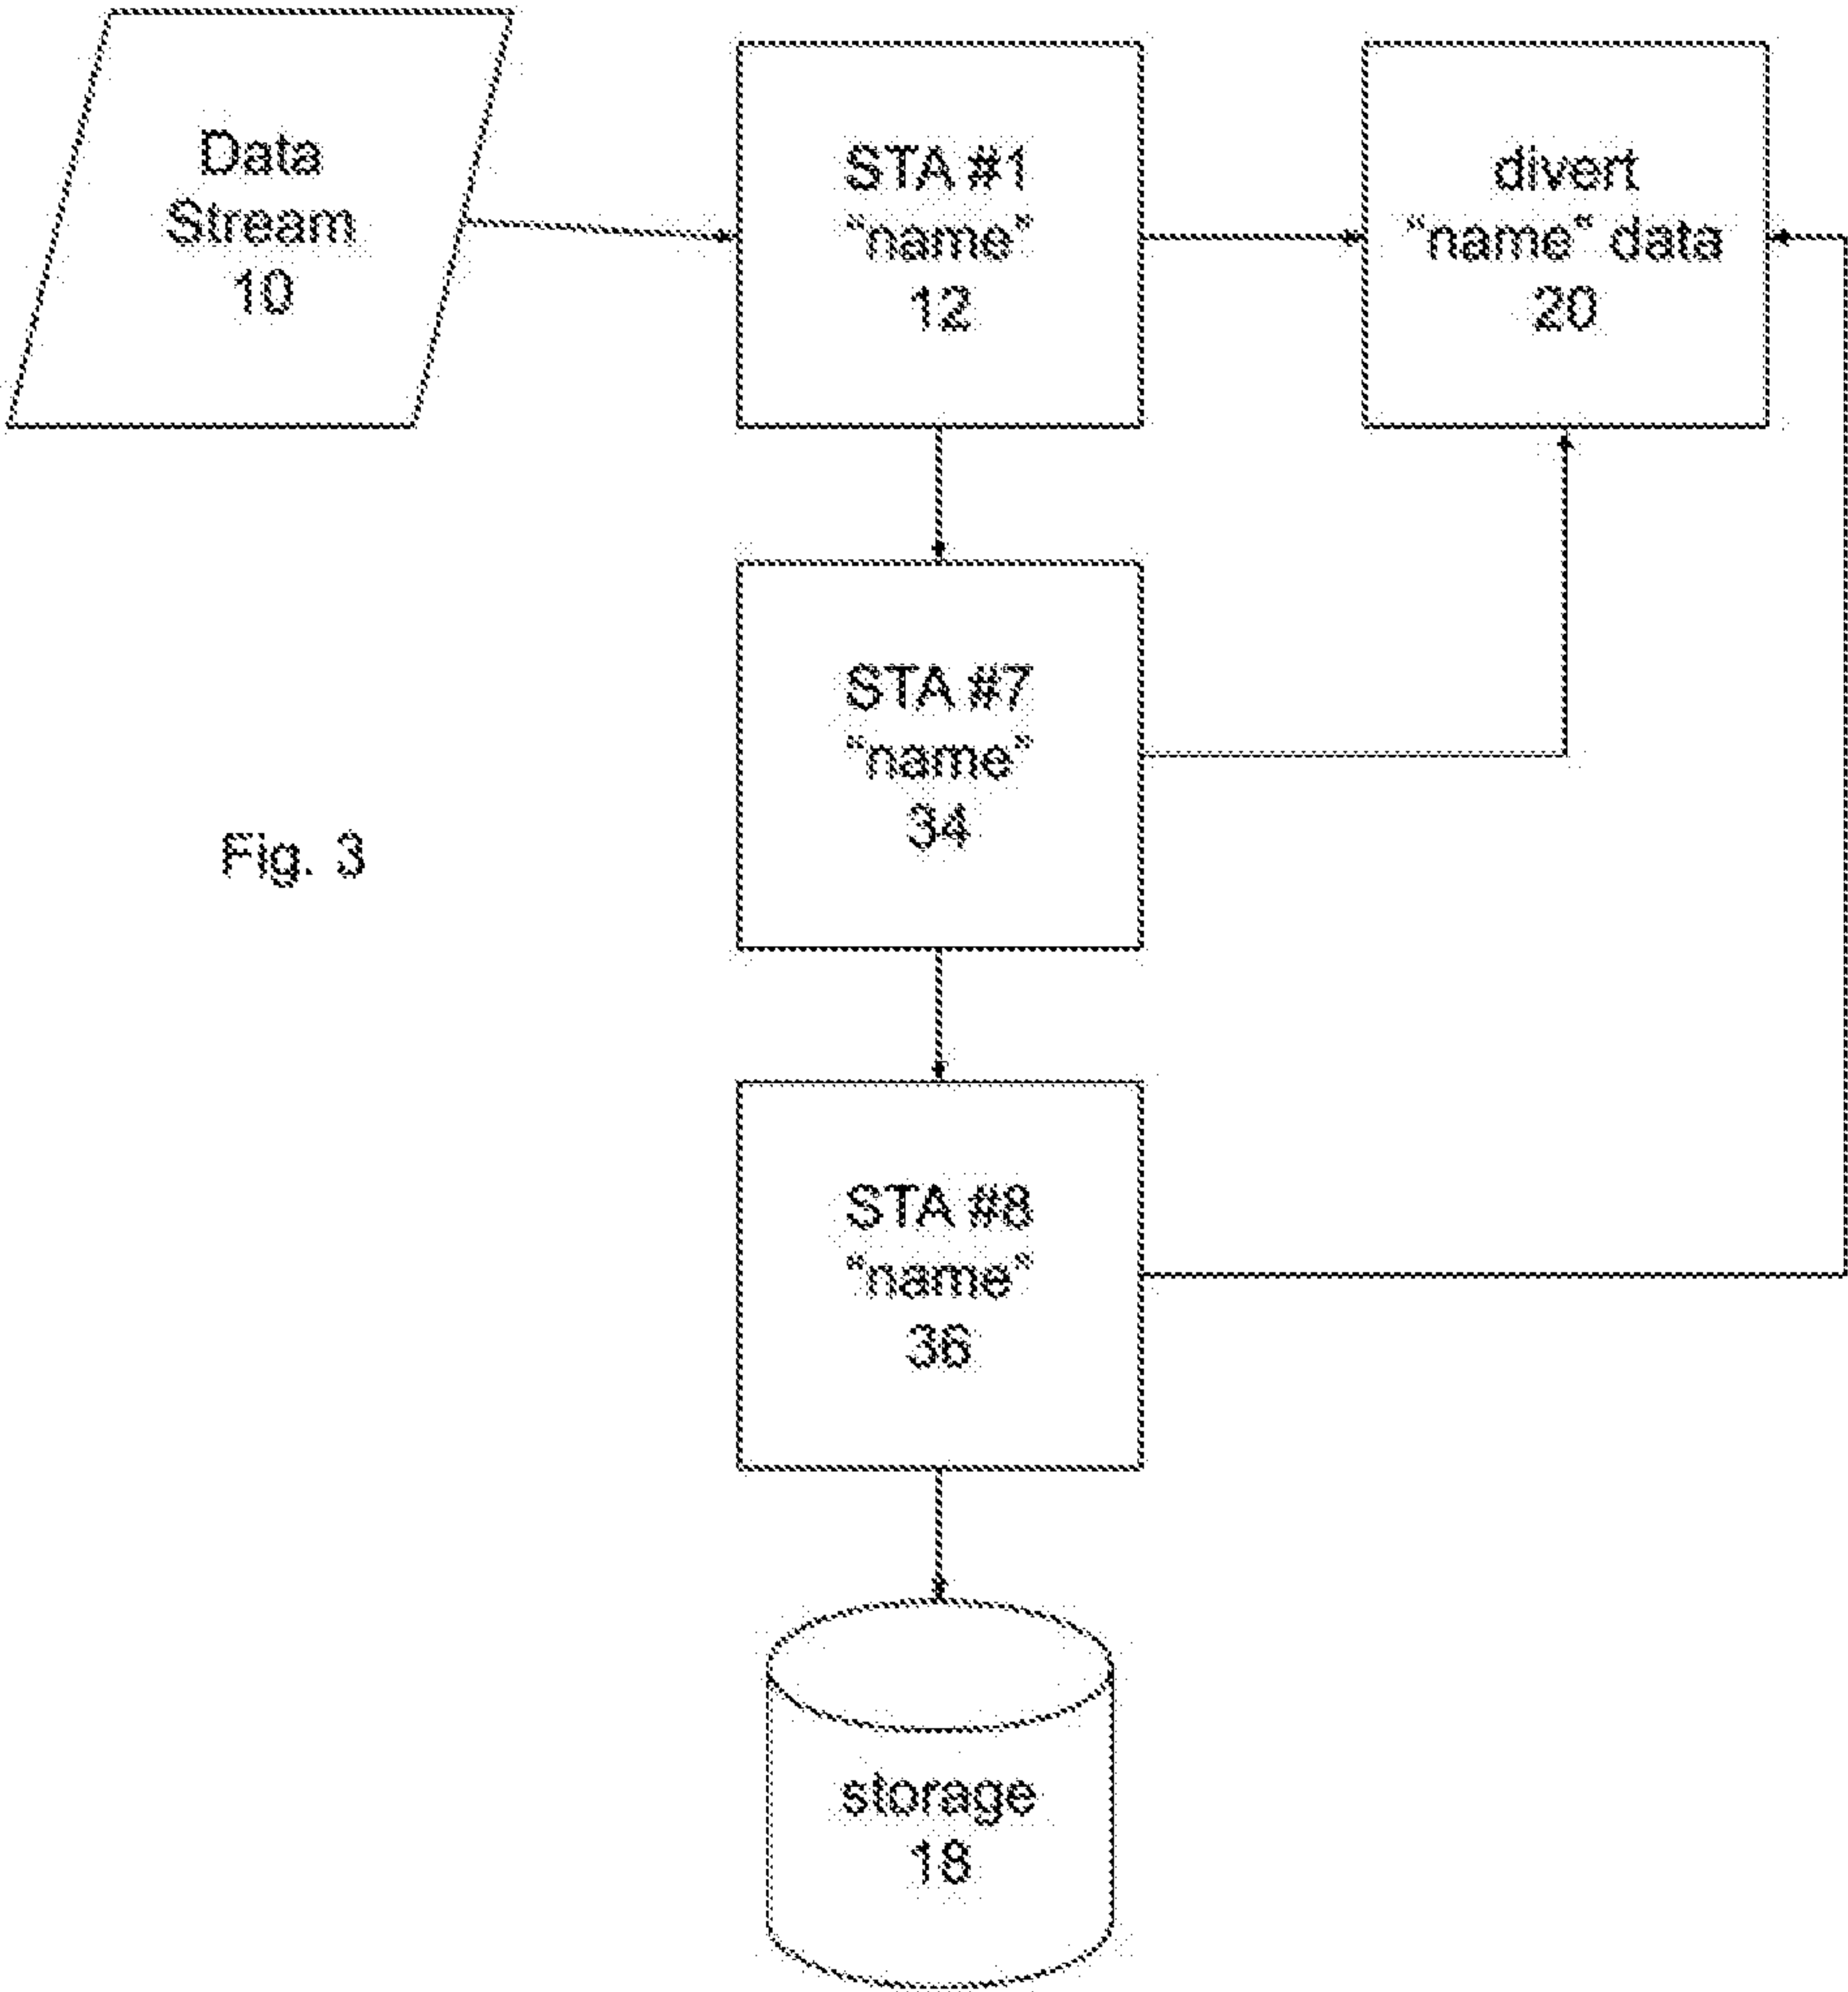 Data
Stream
10
STA #1
“name”
12
divert
“name“ data
20
STA #7
“name”
34
Fig. 3
STA #8
“name”
36
storage
18